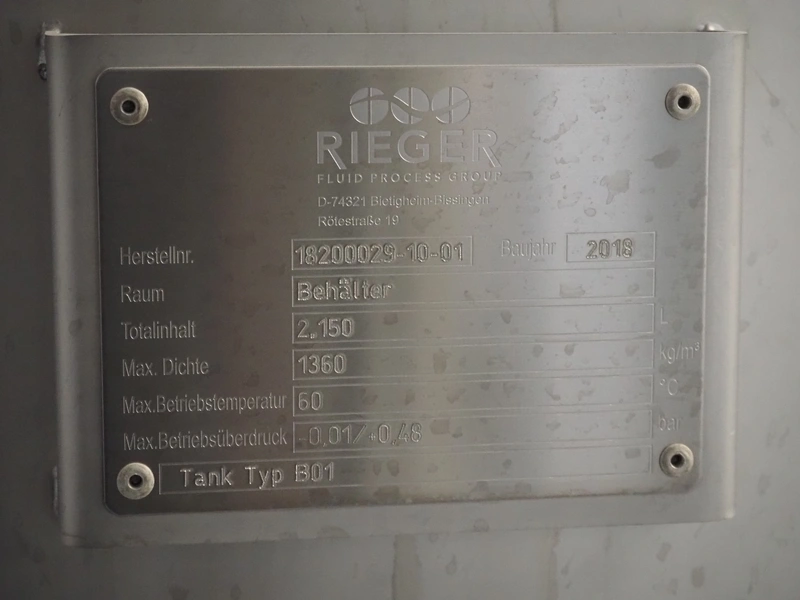 RIEGER
FLUID PROCESS GROUP
D-74321 Bietigheim-Bissingen
Rötestraße 19
Herstellnr. 18200029-10-01 Baujahr 2018
Raum Behälter
Totalinhalt 2.150 L
Max. Dichte 1360 kg/m³
Max.Betriebstemperatur 60 °C
Max.Betriebsüberdruck -0,01/+0,48 bar
Tank Typ B01